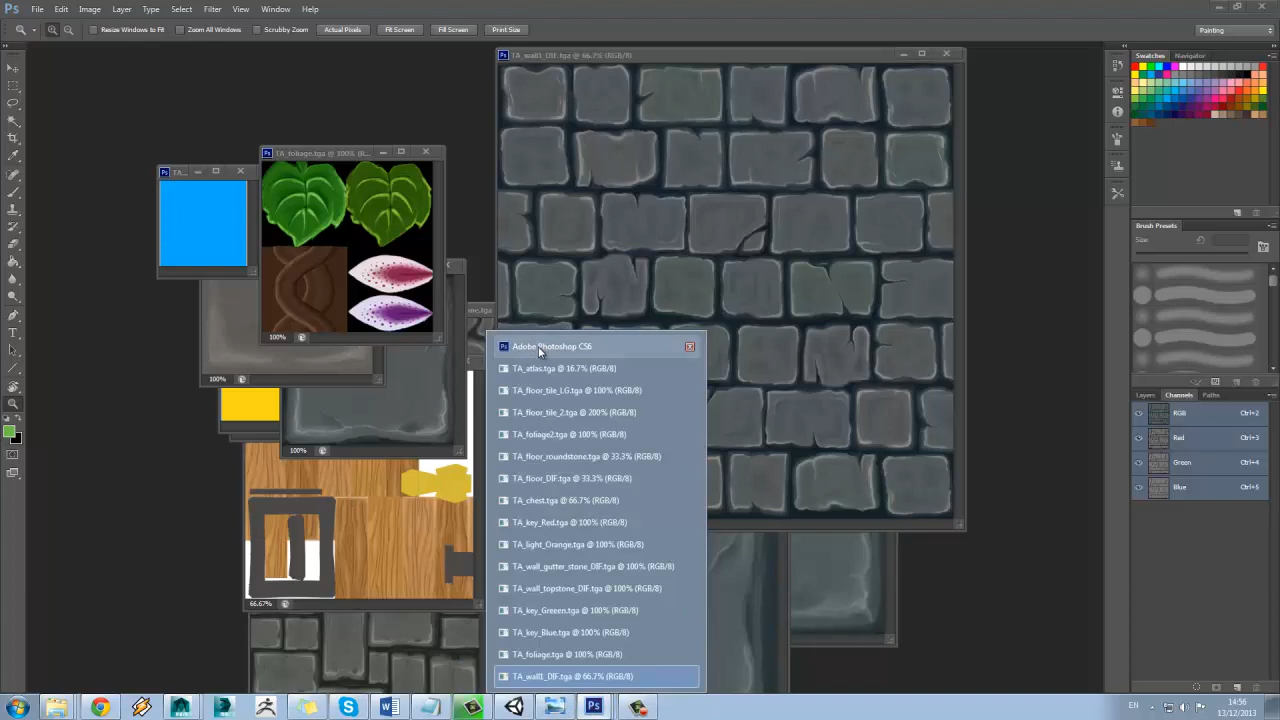 Ps File Edit Image Layer Type Select Filter View Window Help
Resize Windows to Fit Zoom All Windows Scrubby Zoom Actual Pixels Fit Screen Fill Screen Print Size Painting
Ps TA_wall1_DIF.tga @ 66.7% (RGB/8)
Swatches Navigator
Ps TA_foliage.tga @ 100% (R...
Ps TA_...
Brush Presets
Size
100%
Ps Adobe Photoshop CS6
TA_atlas.tga @ 16.7% (RGB/8)
TA_floor_tile_LG.tga @ 100% (RGB/8)
TA_floor_tile_2.tga @ 200% (RGB/8)
TA_foliage2.tga @ 100% (RGB/8)
TA_floor_roundstone.tga @ 33.3% (RGB/8)
TA_floor_DIF.tga @ 33.3% (RGB/8)
TA_chest.tga @ 66.7% (RGB/8)
TA_key_Red.tga @ 100% (RGB/8)
TA_light_Orange.tga @ 100% (RGB/8)
TA_wall_gutter_stone_DIF.tga @ 100% (RGB/8)
TA_wall_topstone_DIF.tga @ 100% (RGB/8)
TA_key_Greeen.tga @ 100% (RGB/8)
TA_key_Blue.tga @ 100% (RGB/8)
TA_foliage.tga @ 100% (RGB/8)
TA_wall1_DIF.tga @ 66.7% (RGB/8)
100%
100%
66.67%
Layers Channels Paths
RGB Ctrl+2
Red Ctrl+3
Green Ctrl+4
Blue Ctrl+5
EN 14:56
13/12/2013